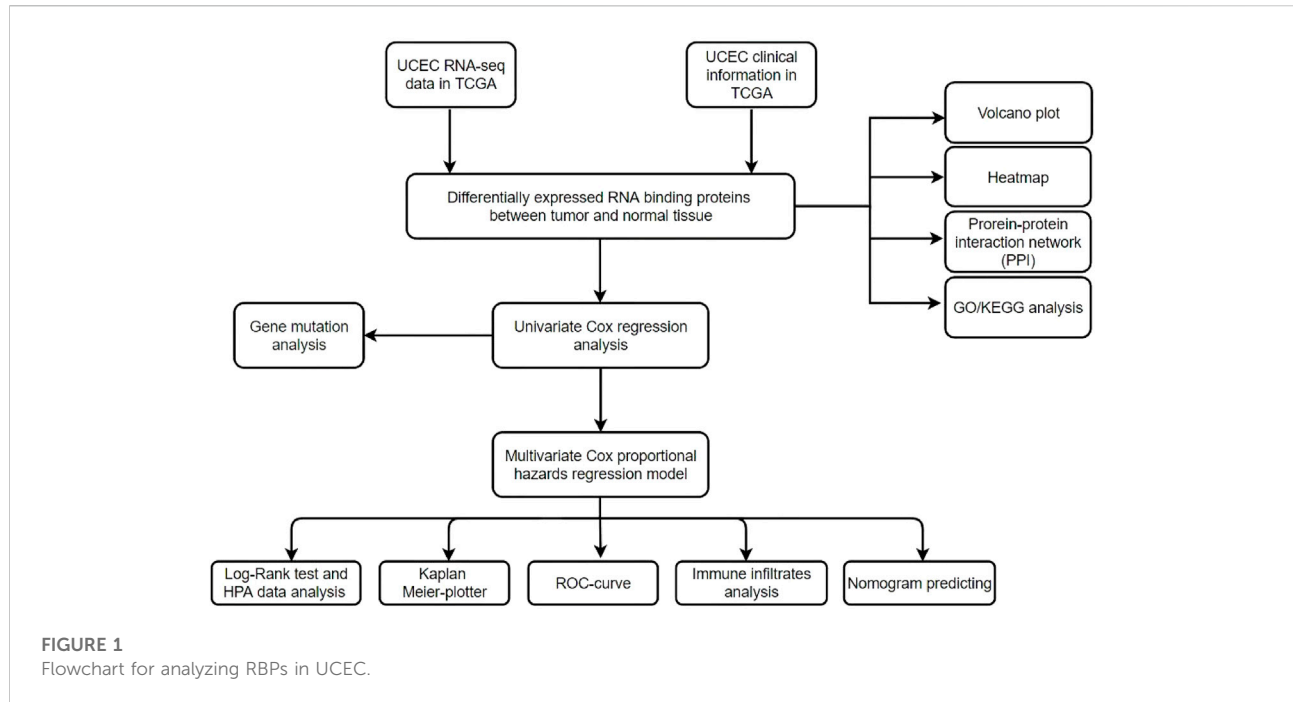 UCEC RNA-seq
data in TCGA
UCEC clinical
information in
TCGA
Volcano plot
Heatmap
Prorein-protein
interaction network
(PPI)
GO/KEGG analysis
Differentially expressed RNA binding proteins
between tumor and normal tissue
Gene mutation
analysis
Univariate Cox regression
analysis
Multivariate Cox proportional
hazards regression model
Log-Rank test and
HPA data analysis
Kaplan
Meier-plotter
ROC-curve
Immune infiltrates
analysis
Nomogram predicting
FIGURE 1
Flowchart for analyzing RBPs in UCEC.